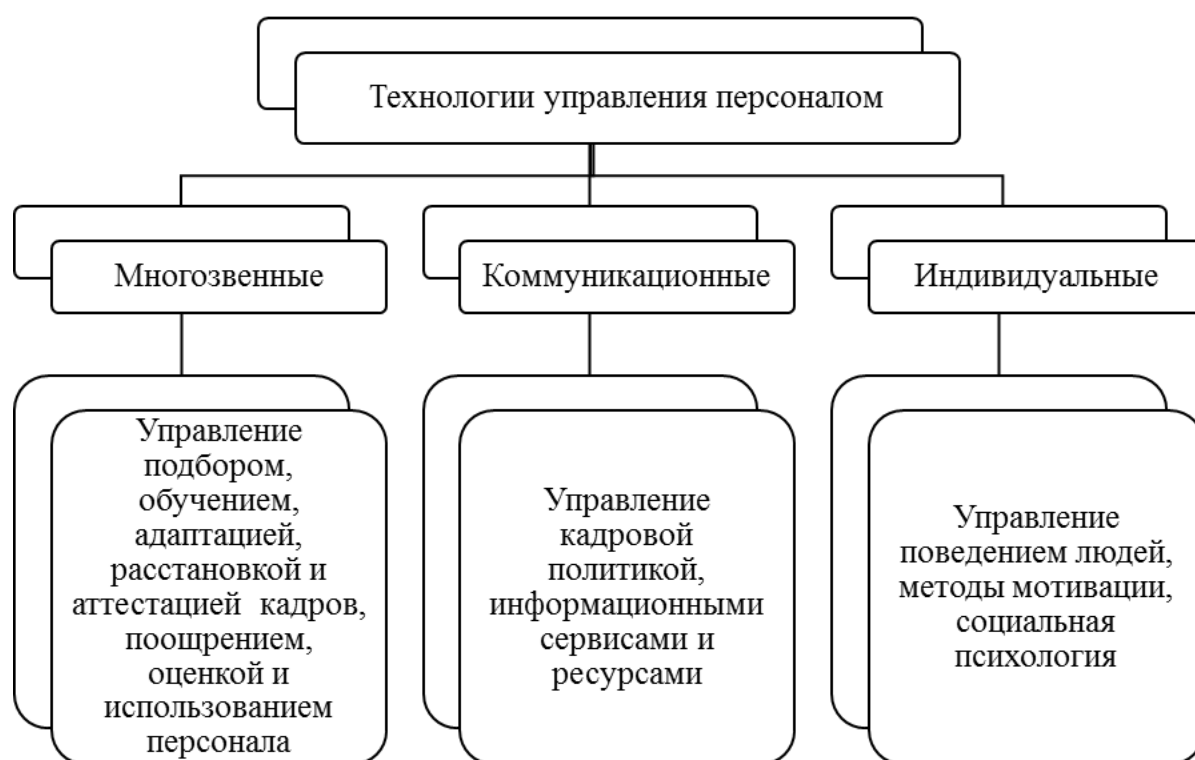 Технологии управления персоналом
Многозвенные
Коммуникационные
Индивидуальные
Управление
подбором,
обучением,
адаптацией,
расстановкой и
аттестацией кадров,
поощрением,
оценкой и
использованием
персонала
Управление
кадровой
политикой,
информационными
сервисами и
ресурсами
Управление
поведением людей,
методы мотивации,
социальная
психология